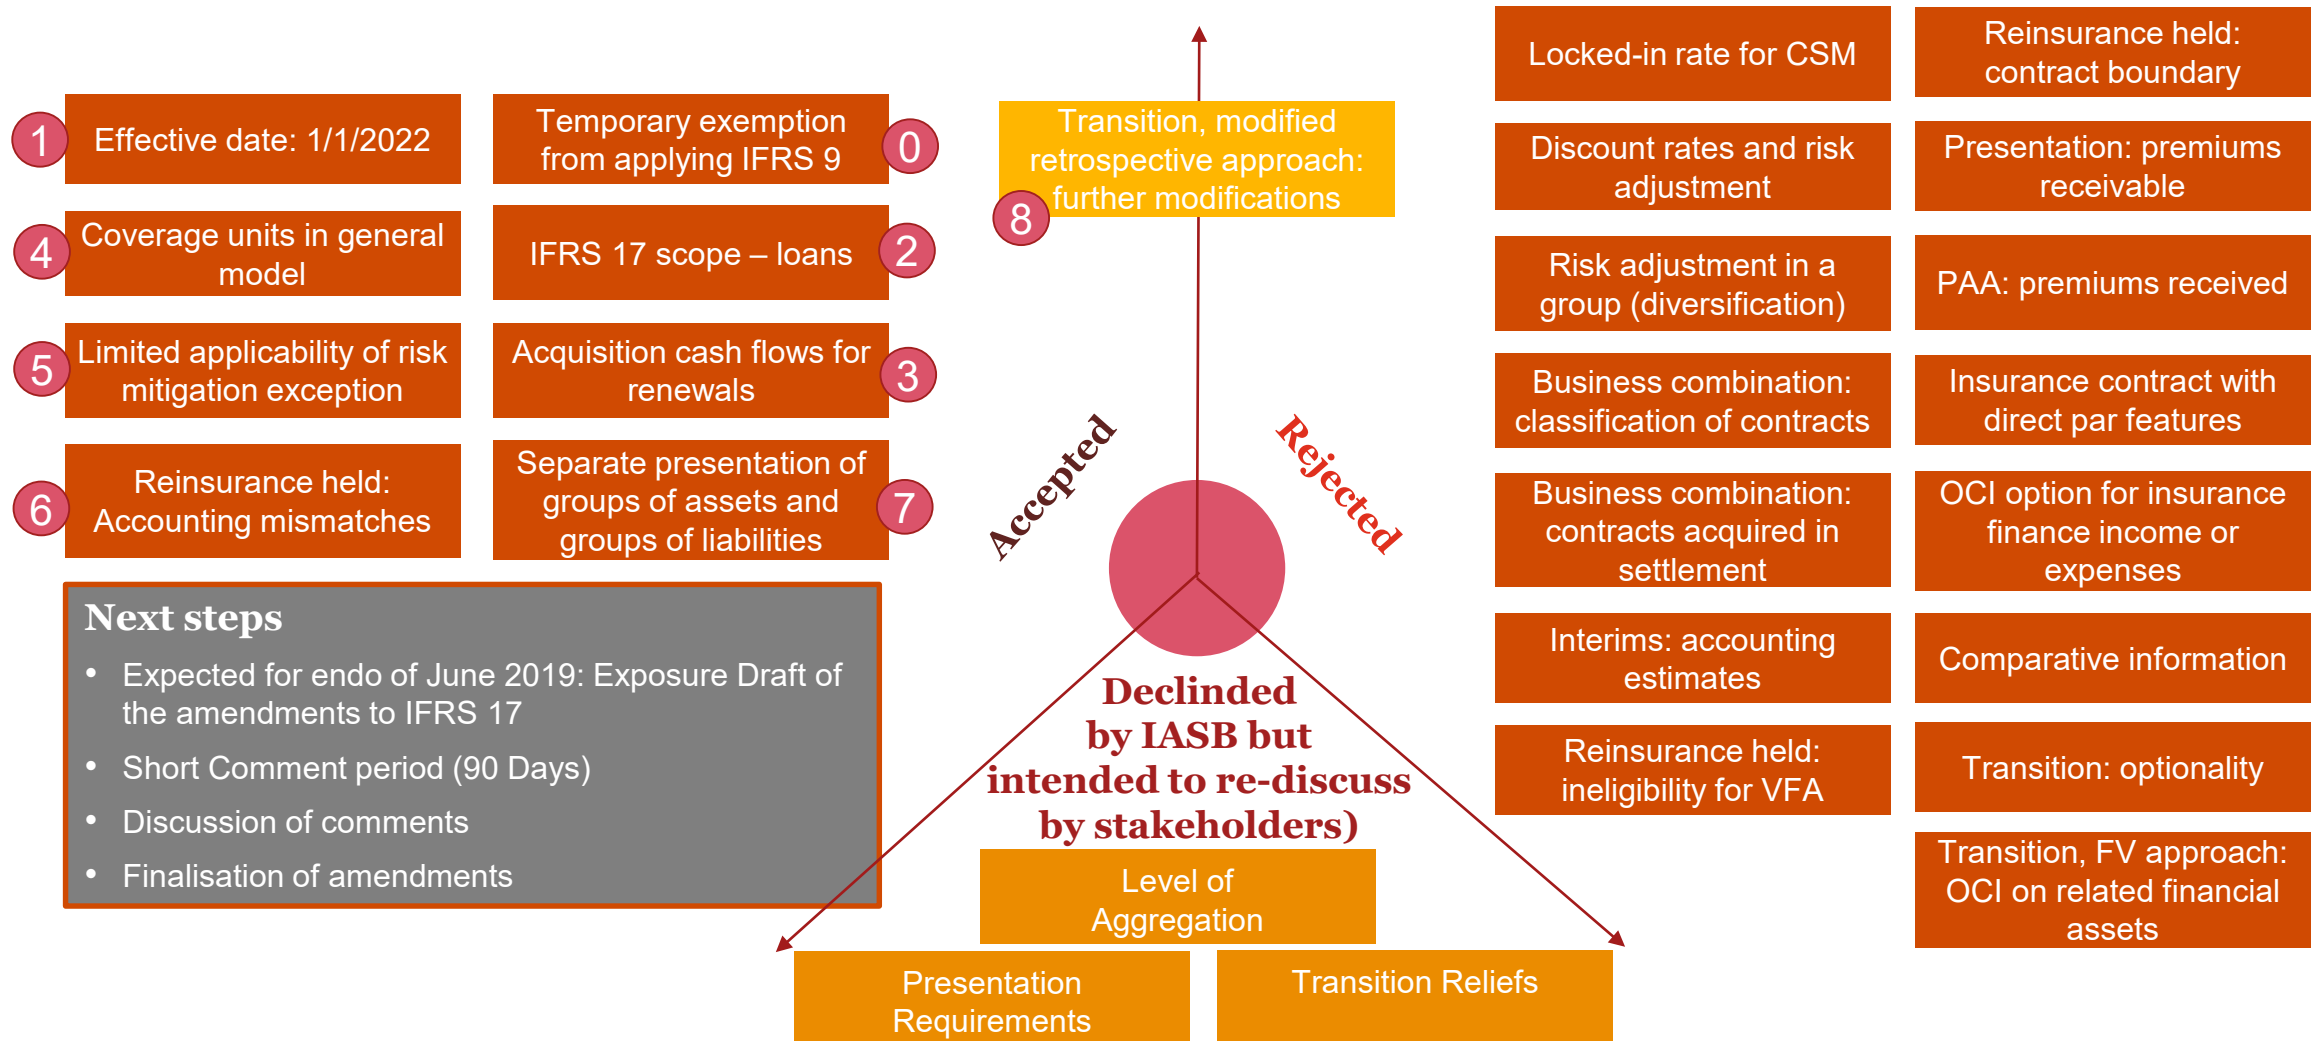 1
Effective date: 1/1/2022
Temporary exemption
from applying IFRS 9
0
4
Coverage units in general
model
IFRS 17 scope – loans
2
5
Limited applicability of risk
mitigation exception
Acquisition cash flows for
renewals
3
6
Reinsurance held:
Accounting mismatches
Separate presentation of
groups of assets and
groups of liabilities
7
Transition, modified
retrospective approach:
further modifications
8
Accepted
Rejected
Next steps
• Expected for endo of June 2019: Exposure Draft of
the amendments to IFRS 17
• Short Comment period (90 Days)
• Discussion of comments
• Finalisation of amendments
Declinded
by IASB but
intended to re-discuss
by stakeholders)
Level of
Aggregation
Presentation
Requirements
Transition Reliefs
Locked-in rate for CSM
Discount rates and risk
adjustment
Risk adjustment in a
group (diversification)
Business combination:
classification of contracts
Business combination:
contracts acquired in
settlement
Interims: accounting
estimates
Reinsurance held:
ineligibility for VFA
Reinsurance held:
contract boundary
Presentation: premiums
receivable
PAA: premiums received
Insurance contract with
direct par features
OCI option for insurance
finance income or
expenses
Comparative information
Transition: optionality
Transition, FV approach:
OCI on related financial
assets